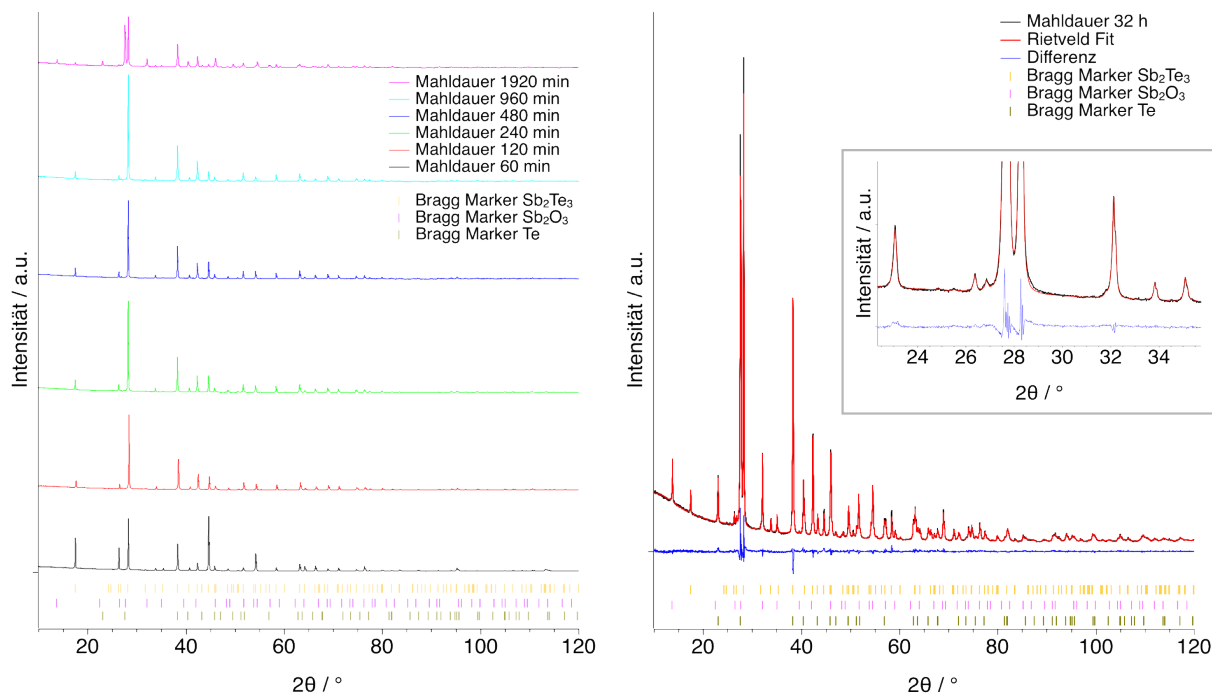 Mahldauer 1920 min
Mahldauer 960 min
Mahldauer 480 min
Mahldauer 240 min
Mahldauer 120 min
Mahldauer 60 min
Bragg Marker Sb₂Te₃
Bragg Marker Sb₂O₃
Bragg Marker Te
Intensität / a.u.
20 40 60 80 100 120
2θ / °
Mahldauer 32 h
Rietveld Fit
Differenz
Bragg Marker Sb₂Te₃
Bragg Marker Sb₂O₃
Bragg Marker Te
Intensität / a.u.
24 26 28 30 32 34
2θ / °
Intensität / a.u.
20 40 60 80 100 120
2θ / °